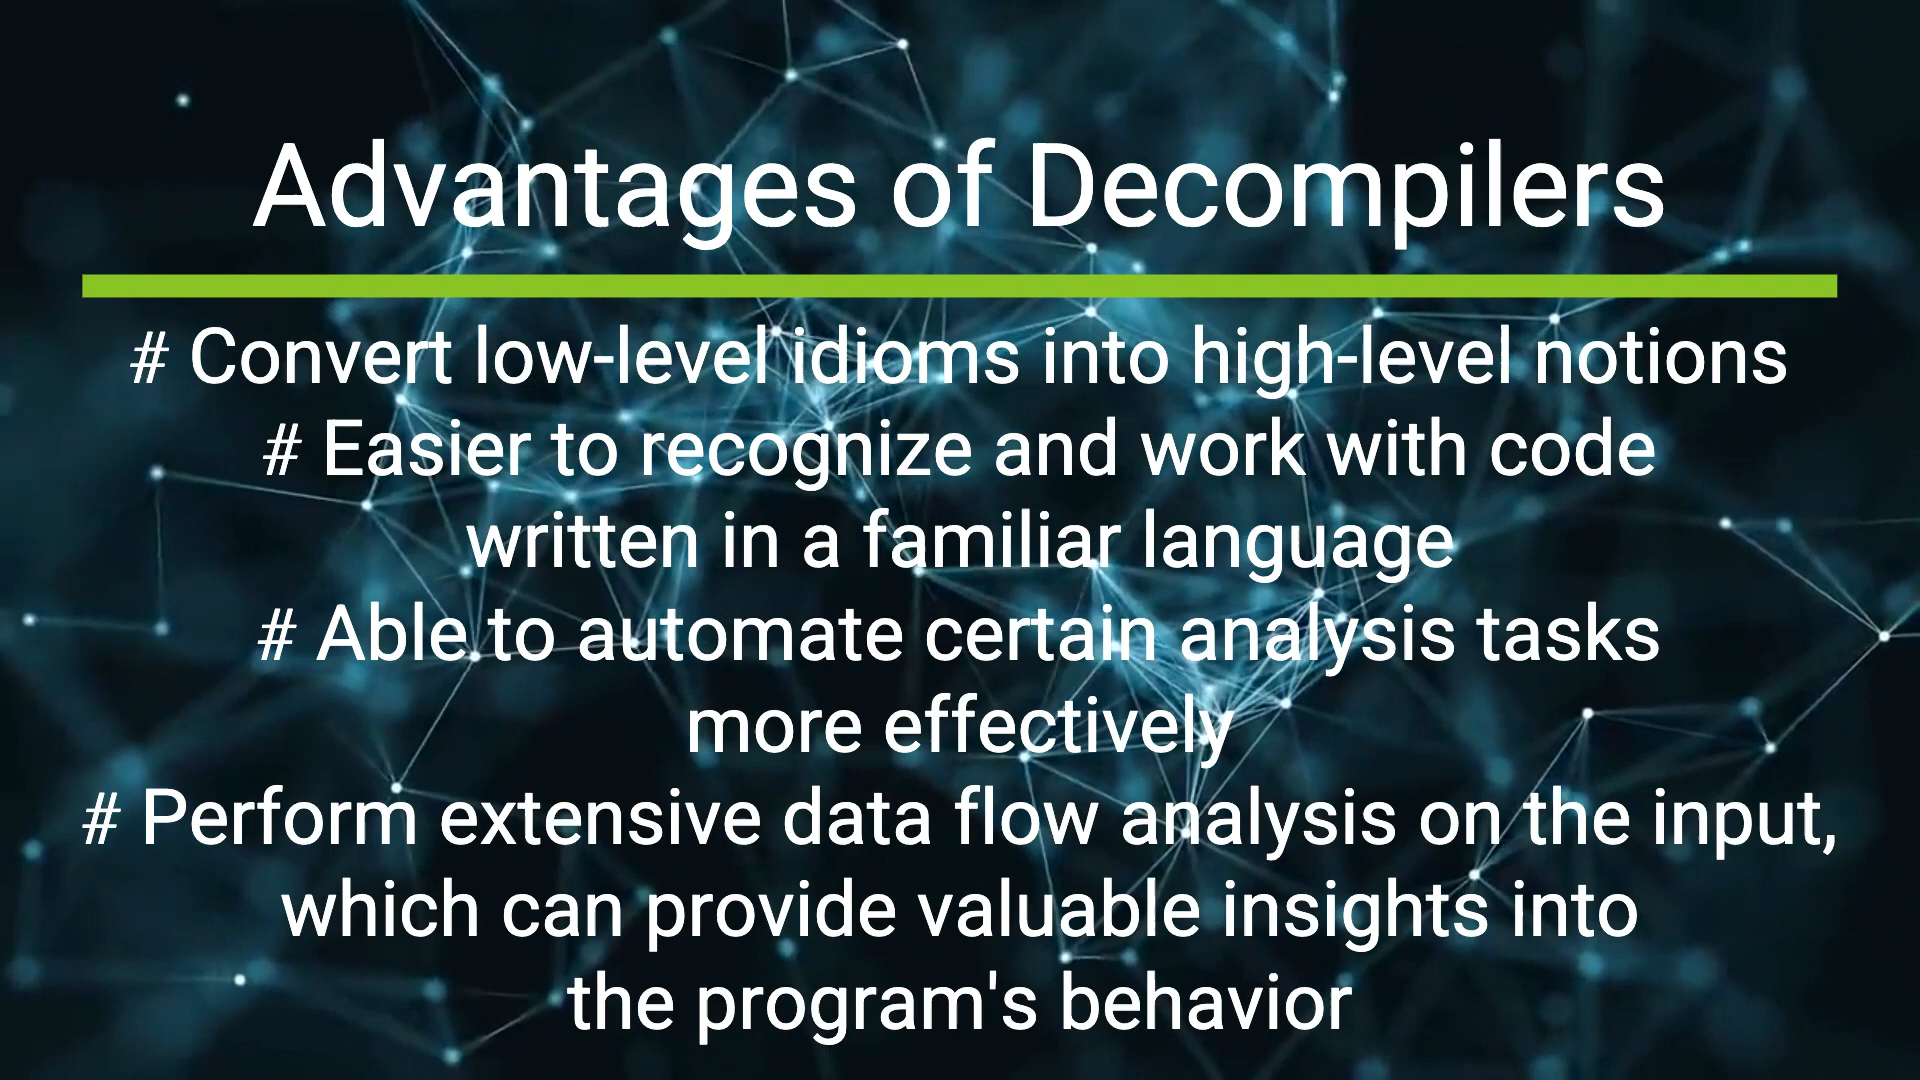 Advantages of Decompilers
# Convert low-level idioms into high-level notions
# Easier to recognize and work with code
written in a familiar language
# Able to automate certain analysis tasks
more effectively
# Perform extensive data flow analysis on the input,
which can provide valuable insights into
the program's behavior